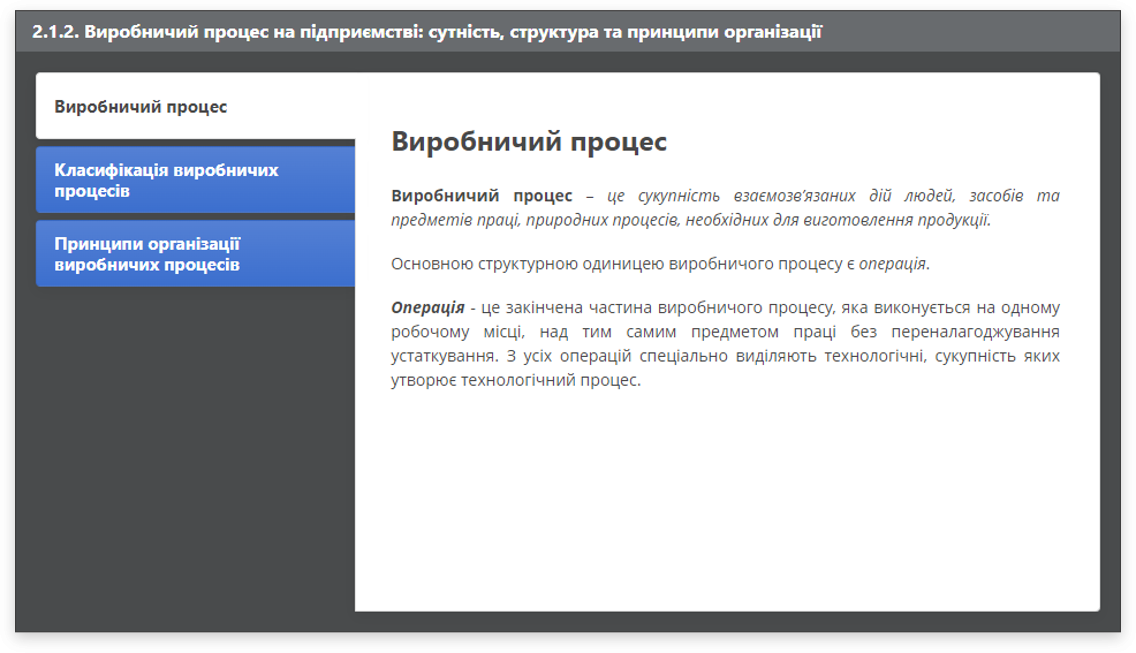 2.1.2. Виробничий процес на підприємстві: сутність, структура та принципи організації
Виробничий процес
Класифікація виробничих
процесів
Принципи організації
виробничих процесів
Виробничий процес
Виробничий процес – це сукупність взаємозв’язаних дій людей, засобів та
предметів праці, природних процесів, необхідних для виготовлення продукції.
Основною структурною одиницею виробничого процесу є операція.
Операція - це закінчена частина виробничого процесу, яка виконується на одному
робочому місці, над тим самим предметом праці без переналагоджування
устаткування. З усіх операцій спеціально виділяють технологічні, сукупність яких
утворює технологічний процес.